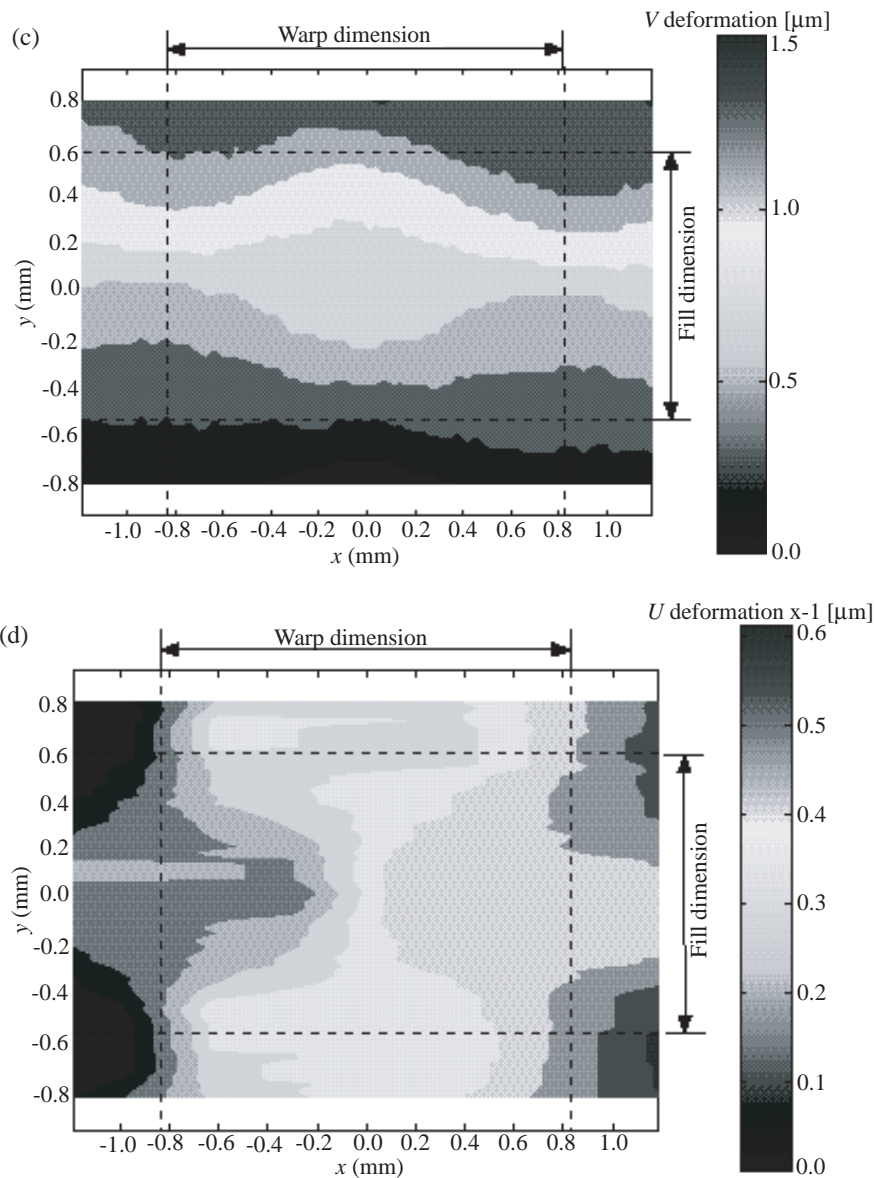 (c)
Warp dimension
V deformation [μm]
1.5
1.0
0.5
0.0
0.8
0.6
0.4
0.2
0.0
-0.2
-0.4
-0.6
-0.8
y (mm)
Fill dimension
-1.0 -0.8 -0.6 -0.4 -0.2 0.0 0.2 0.4 0.6 0.8 1.0
x (mm)
(d)
Warp dimension
U deformation x-1 [μm]
0.6
0.5
0.4
0.3
0.2
0.1
0.0
0.8
0.6
0.4
0.2
0.0
-0.2
-0.4
-0.6
-0.8
y (mm)
Fill dimension
-1.0 -0.8 -0.6 -0.4 -0.2 0.0 0.2 0.4 0.6 0.8 1.0
x (mm)